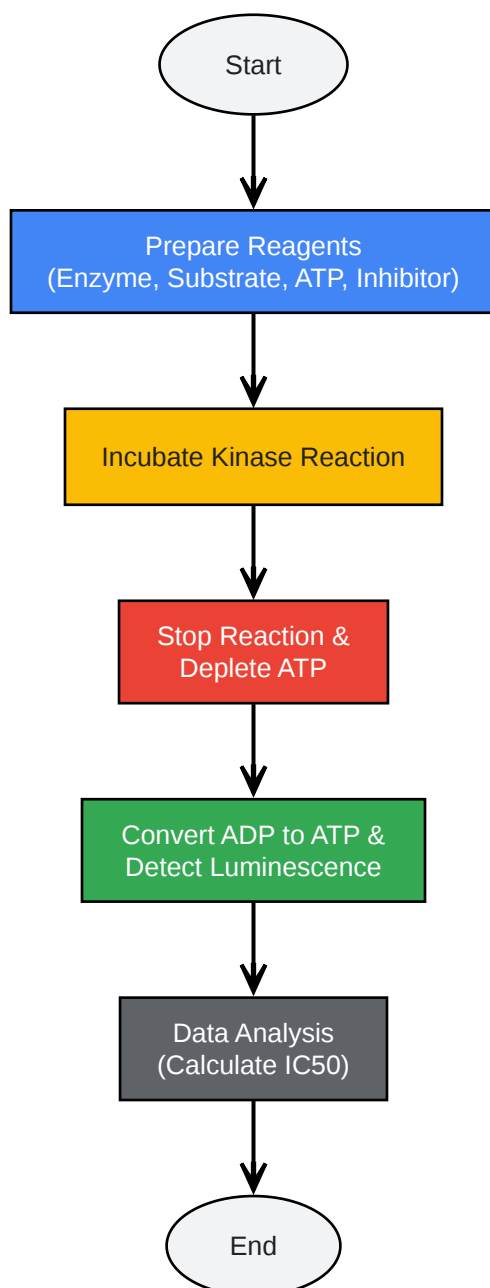 Start
Prepare Reagents
(Enzyme, Substrate, ATP, Inhibitor)
Incubate Kinase Reaction
Stop Reaction &
Deplete ATP
Convert ADP to ATP &
Detect Luminescence
Data Analysis
(Calculate IC50)
End